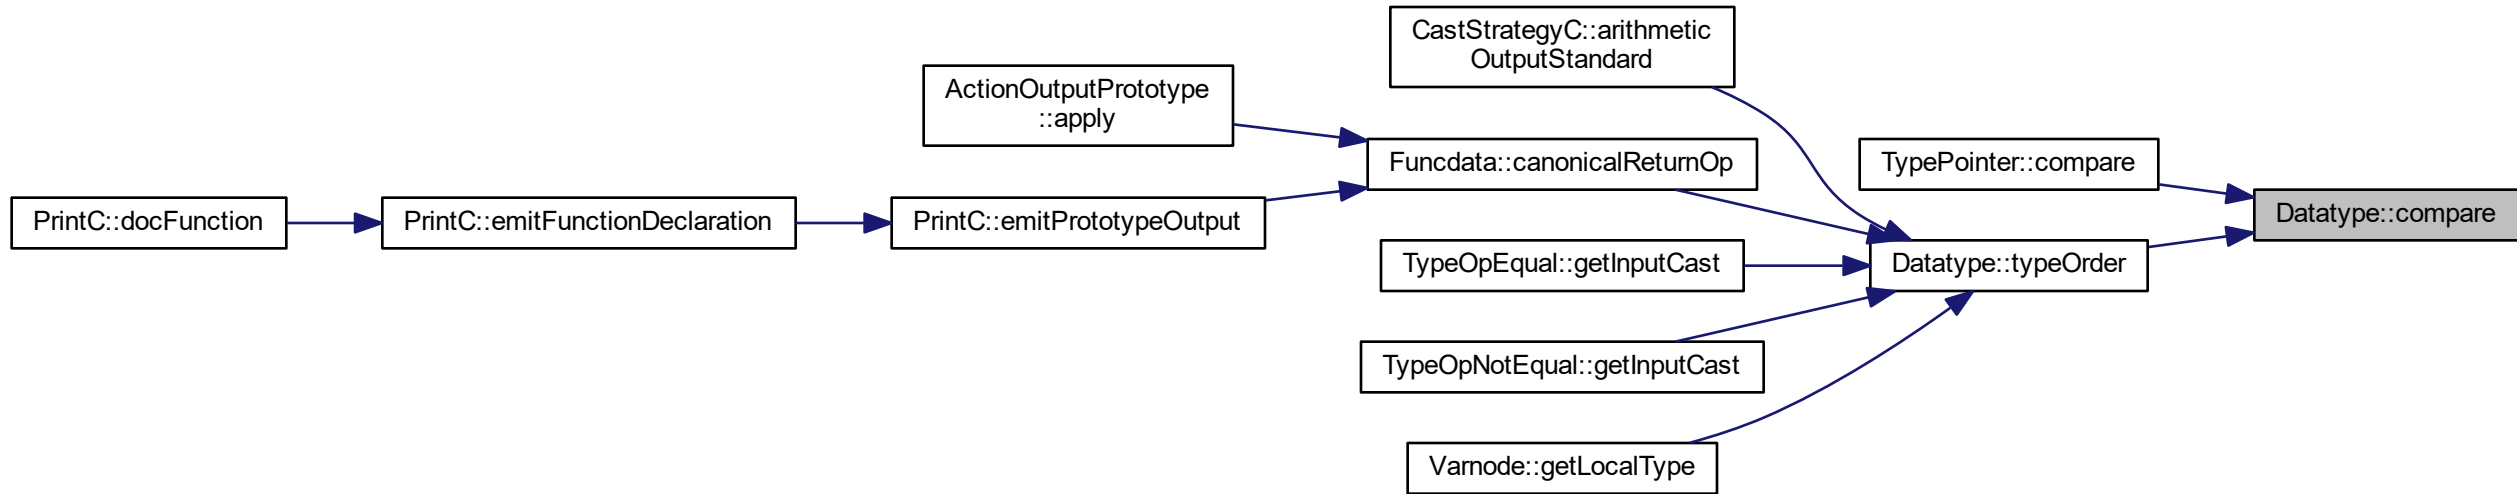 CastStrategyC::arithmetic
OutputStandard
ActionOutputPrototype
::apply
Funcdata::canonicalReturnOp
TypePointer::compare
PrintC::docFunction
PrintC::emitFunctionDeclaration
PrintC::emitPrototypeOutput
Datatype::compare
TypeOpEqual::getInputCast
Datatype::typeOrder
TypeOpNotEqual::getInputCast
Varnode::getLocalType